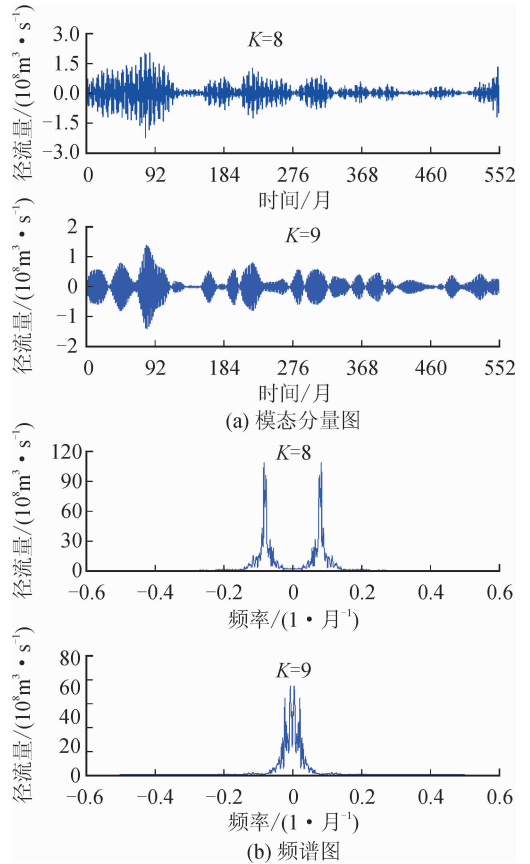 K=8
径流量/(10⁸m³·s⁻¹)
3.0
1.5
0.0
−1.5
−3.0
0 92 184 276 368 460 552
时间/月
K=9
径流量/(10⁸m³·s⁻¹)
2
1
0
−1
−2
0 92 184 276 368 460 552
时间/月
(a) 模态分量图
K=8
径流量/(10⁸m³·s⁻¹)
120
90
60
30
0
−0.6 −0.4 −0.2 0 0.2 0.4 0.6
频率/(1·月⁻¹)
K=9
径流量/(10⁸m³·s⁻¹)
80
60
40
20
0
−0.6 −0.4 −0.2 0 0.2 0.4 0.6
频率/(1·月⁻¹)
(b) 频谱图